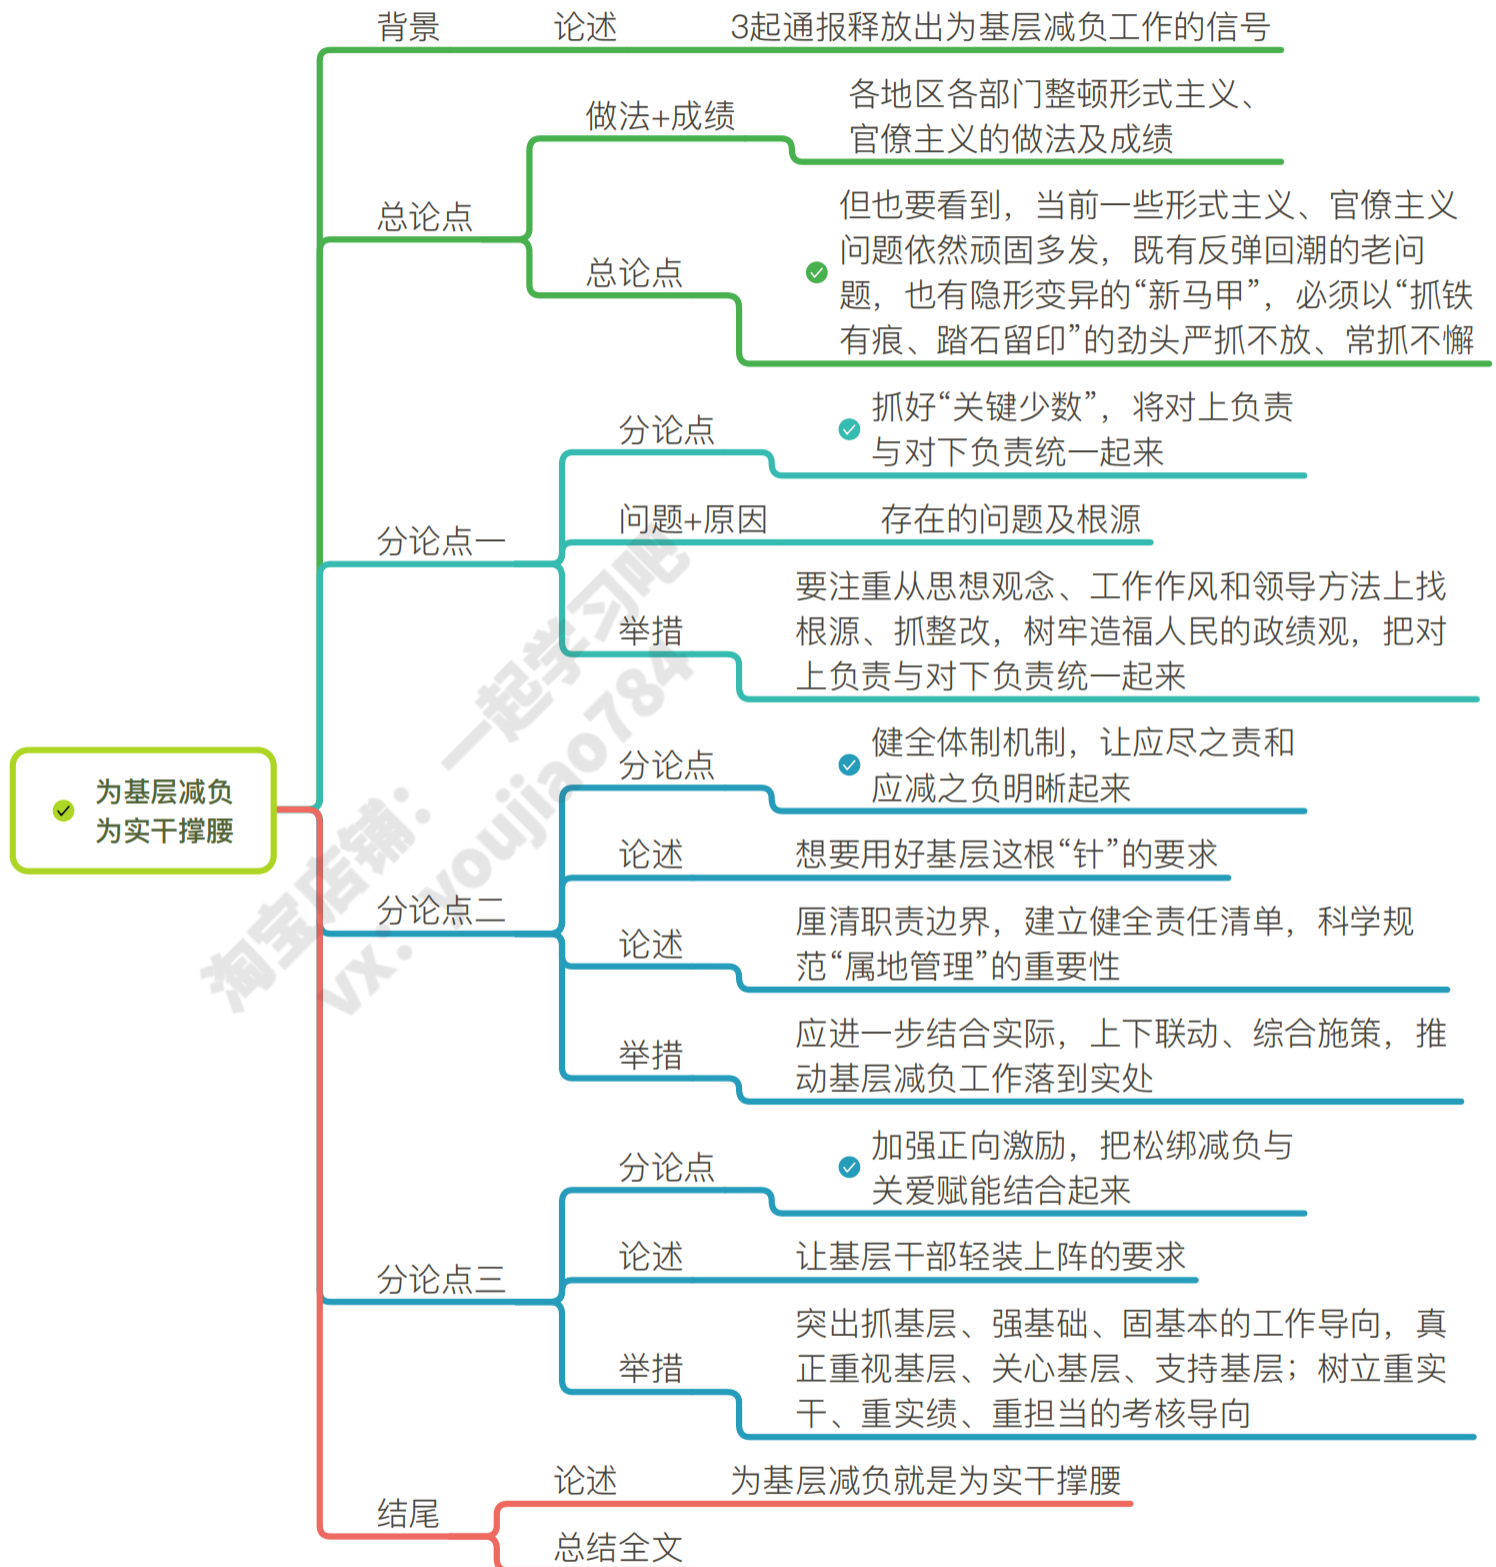 背景
论述
3起通报释放出为基层减负工作的信号
总论点
做法+成绩
各地区各部门整顿形式主义、
官僚主义的做法及成绩
总论点
但也要看到，当前一些形式主义、官僚主义
问题依然顽固多发，既有反弹回潮的老问
题，也有隐形变异的“新马甲”，必须以“抓铁
有痕、踏石留印”的劲头严抓不放、常抓不懈
分论点一
分论点
抓好“关键少数”，将对上负责
与对下负责统一起来
问题+原因
存在的问题及根源
举措
要注重从思想观念、工作作风和领导方法上找
根源、抓整改，树牢造福人民的政绩观，把对
上负责与对下负责统一起来
为基层减负
为实干撑腰
分论点二
分论点
健全体制机制，让应尽之责和
应减之负明晰起来
论述
想要用好基层这根“针”的要求
论述
厘清职责边界，建立健全责任清单，科学规
范“属地管理”的重要性
举措
应进一步结合实际，上下联动、综合施策，推
动基层减负工作落到实处
分论点三
分论点
加强正向激励，把松绑减负与
关爱赋能结合起来
论述
让基层干部轻装上阵的要求
举措
突出抓基层、强基础、固基本的工作导向，真
正重视基层、关心基层、支持基层；树立重实
干、重实绩、重担当的考核导向
结尾
论述
为基层减负就是为实干撑腰
总结全文
淘宝店铺：一起学习吧
vx：youjiao784